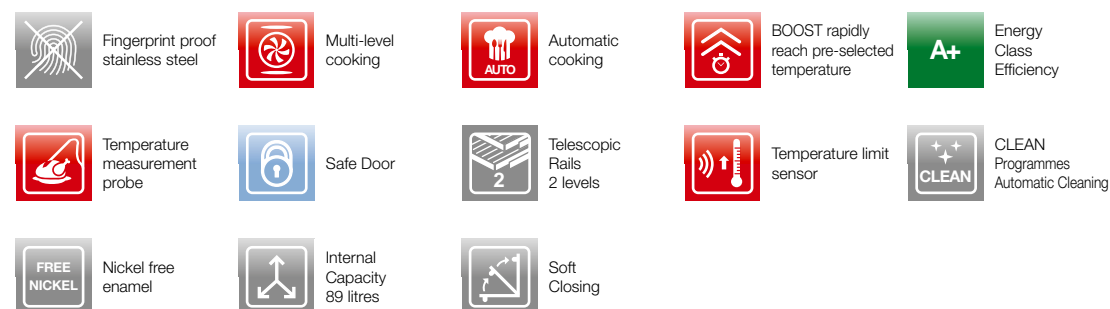 Fingerprint proof
stainless steel
Multi-level
cooking
AUTO
Automatic
cooking
BOOST rapidly
reach pre-selected
temperature
A+
Energy
Class
Efficiency
Temperature
measurement
probe
Safe Door
2
Telescopic
Rails
2 levels
Temperature limit
sensor
CLEAN
CLEAN
Programmes
Automatic Cleaning
FREE
NICKEL
Nickel free
enamel
Internal
Capacity
89 litres
Soft
Closing